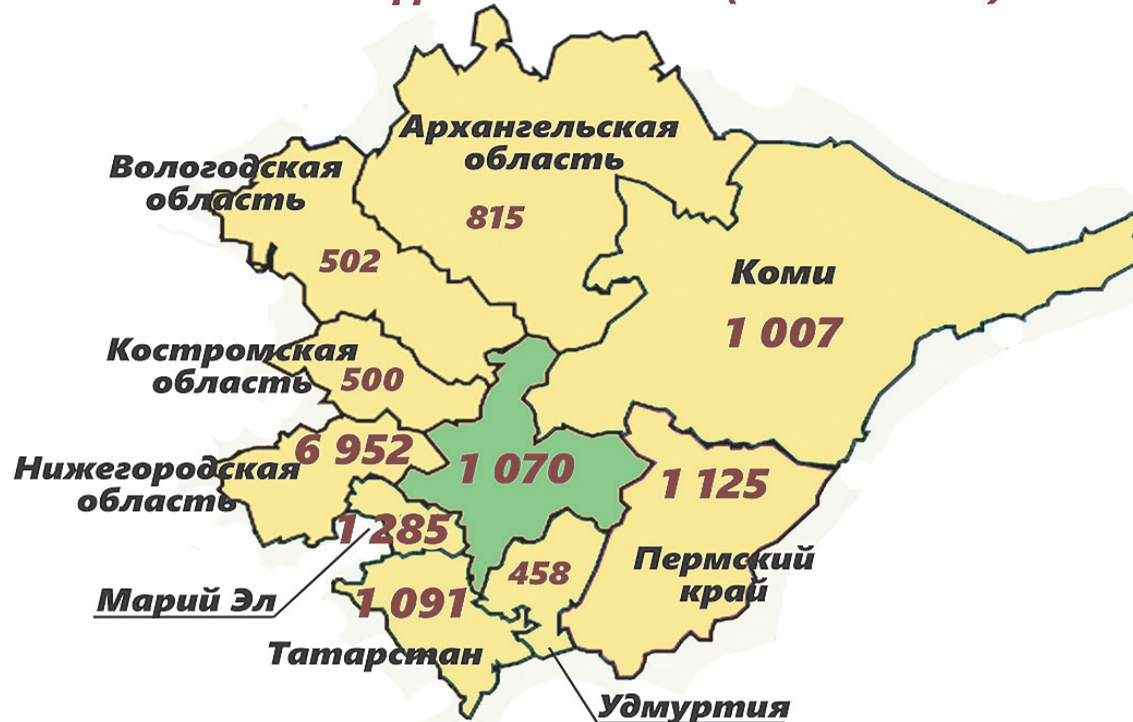 Архангельская
область
815
Вологодская
область
502
Коми
1 007
Костромская
область
500
Нижегородская
область
6 952
1 070
1 125
Пермский
край
1 285
Марий Эл
458
1 091
Татарстан
Удмуртия